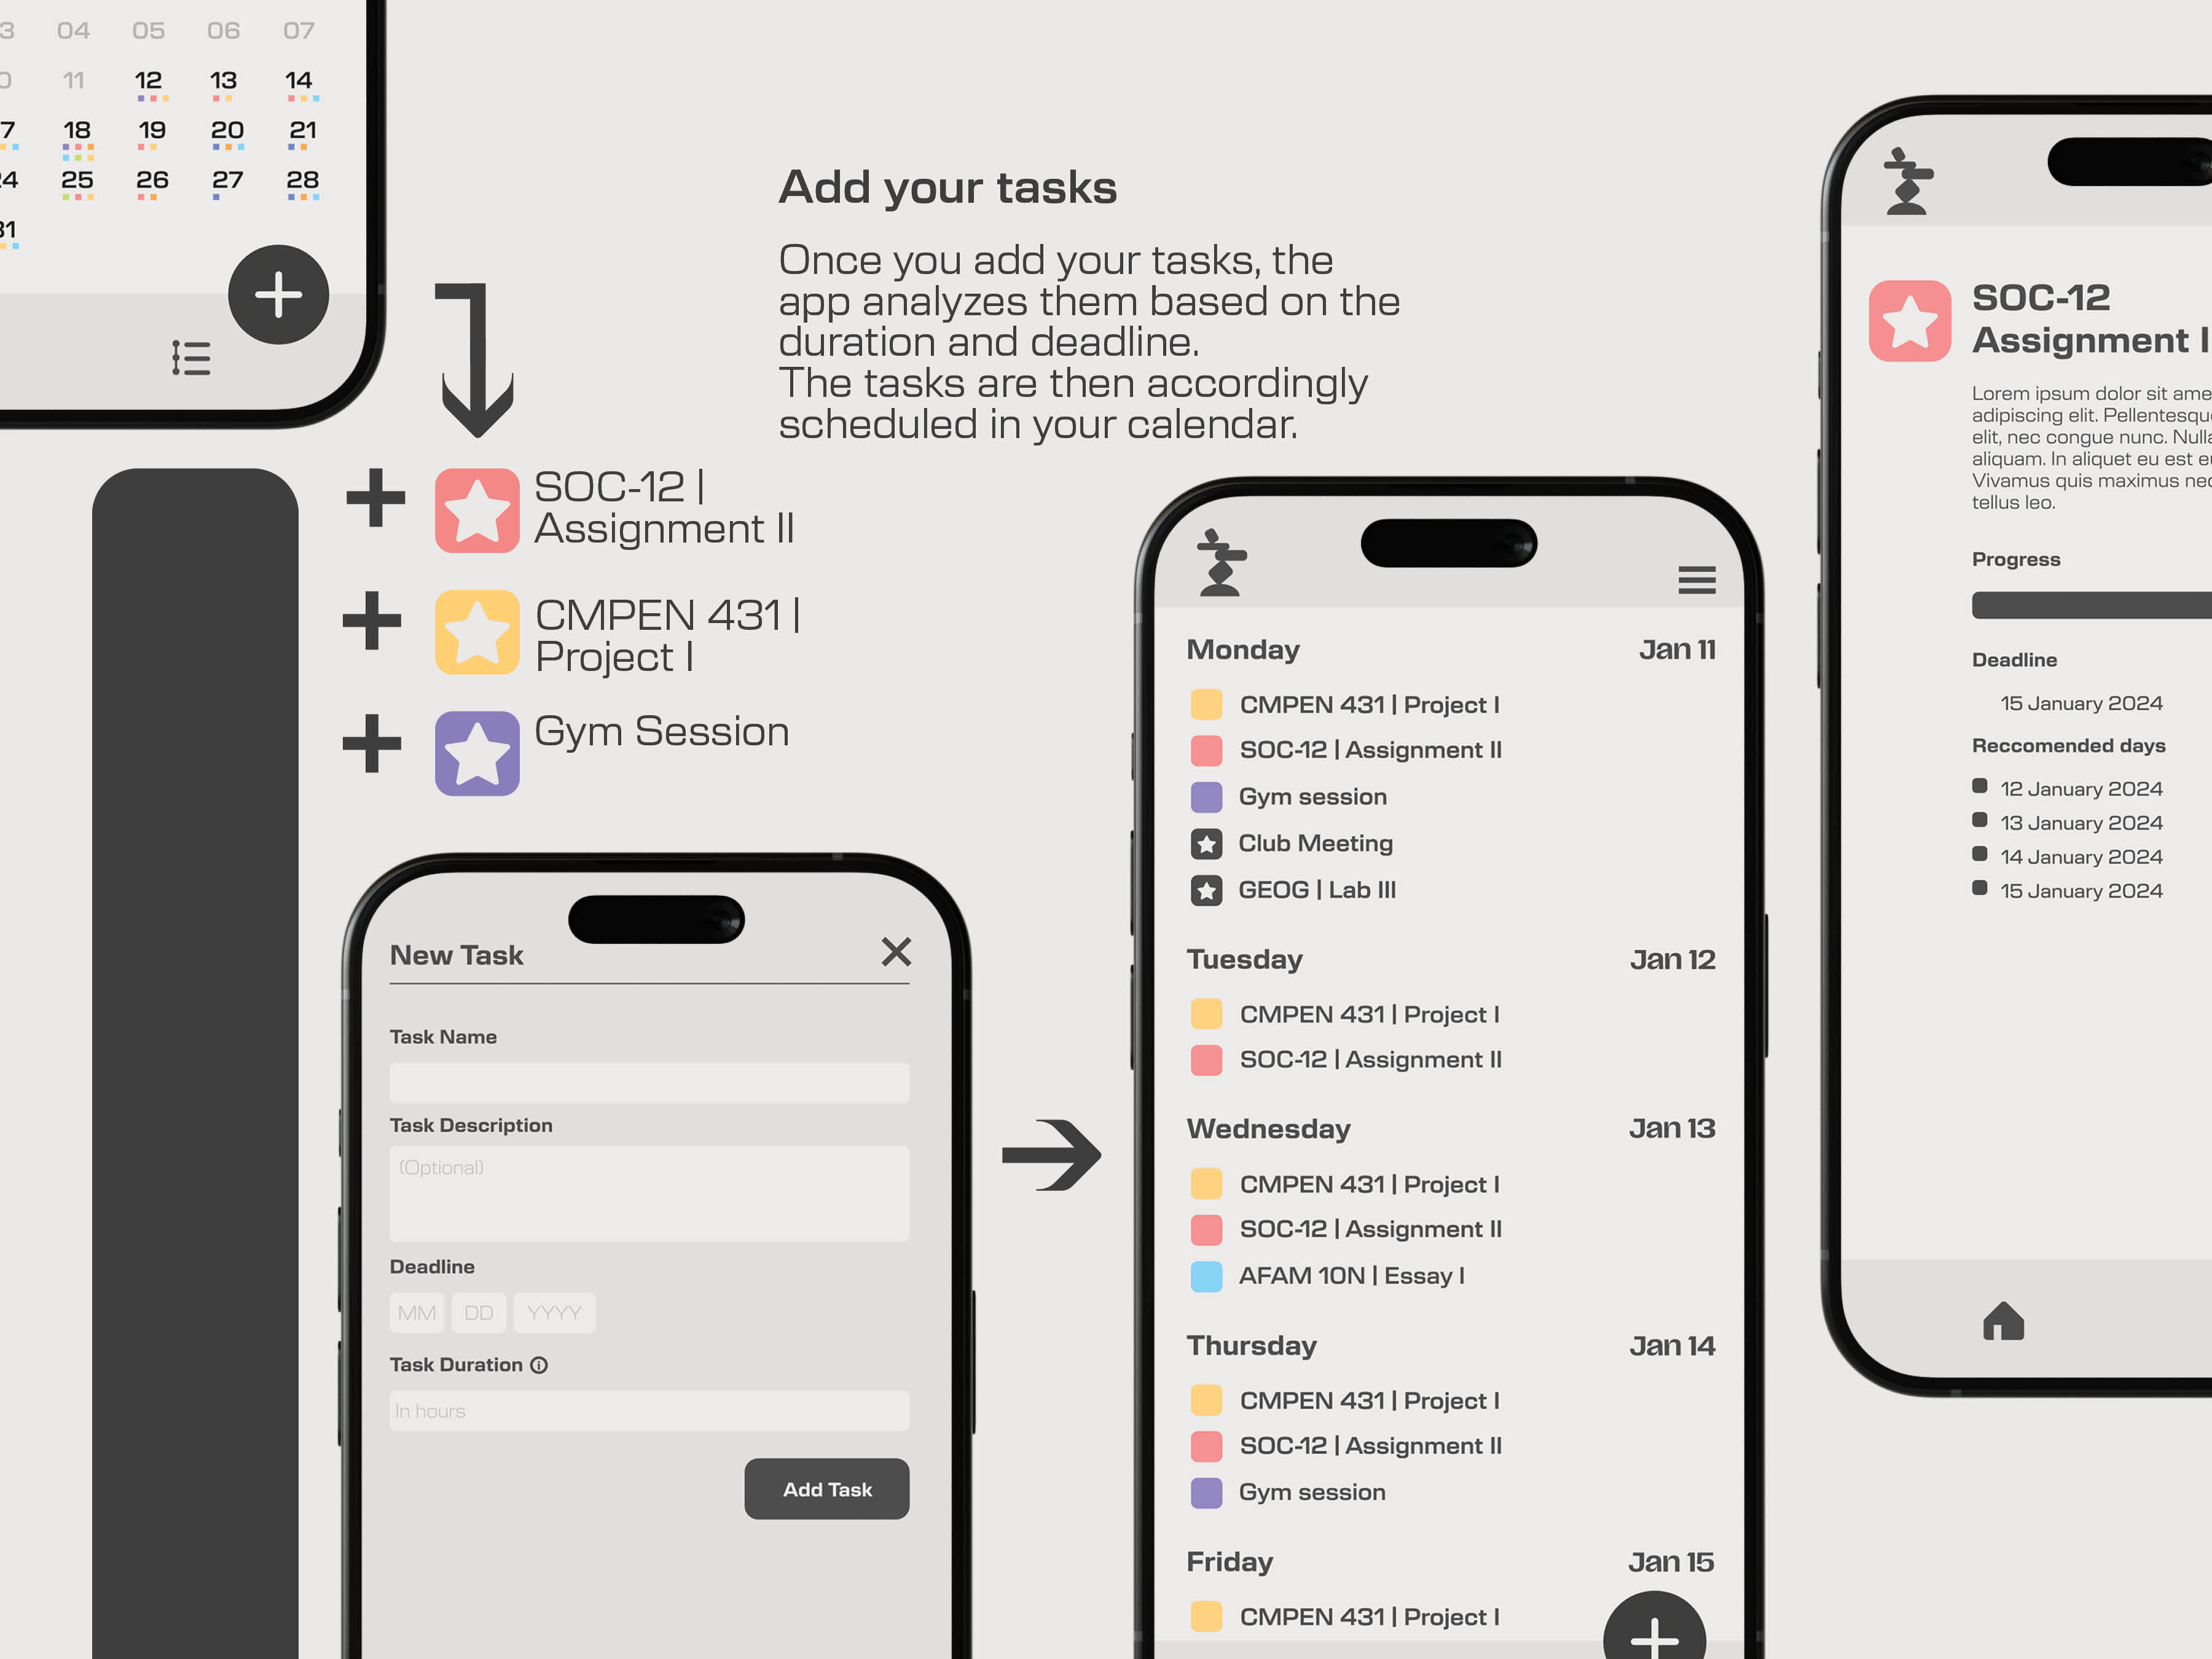 04 05 06 07
11 12 13 14
18 19 20 21
25 26 27 28
Add your tasks
Once you add your tasks, the
app analyzes them based on the
duration and deadline.
The tasks are then accordingly
scheduled in your calendar.
SOC-12 |
Assignment II
CMPEN 431 |
Project I
Gym Session
New Task
Task Name
Task Description
(Optional)
Deadline
MM DD YYYY
Task Duration
In hours
Add Task
Monday Jan 11
CMPEN 431 | Project I
SOC-12 | Assignment II
Gym session
Club Meeting
GEOG | Lab III
Tuesday Jan 12
CMPEN 431 | Project I
SOC-12 | Assignment II
Wednesday Jan 13
CMPEN 431 | Project I
SOC-12 | Assignment II
AFAM 10N | Essay I
Thursday Jan 14
CMPEN 431 | Project I
SOC-12 | Assignment II
Gym session
Friday Jan 15
CMPEN 431 | Project I
SOC-12
Assignment I
Lorem ipsum dolor sit ame
adipiscing elit. Pellentesqu
elit, nec congue nunc. Null
aliquam. In aliquet eu est e
Vivamus quis maximus ne
tellus leo.
Progress
Deadline
15 January 2024
Reccomended days
12 January 2024
13 January 2024
14 January 2024
15 January 2024